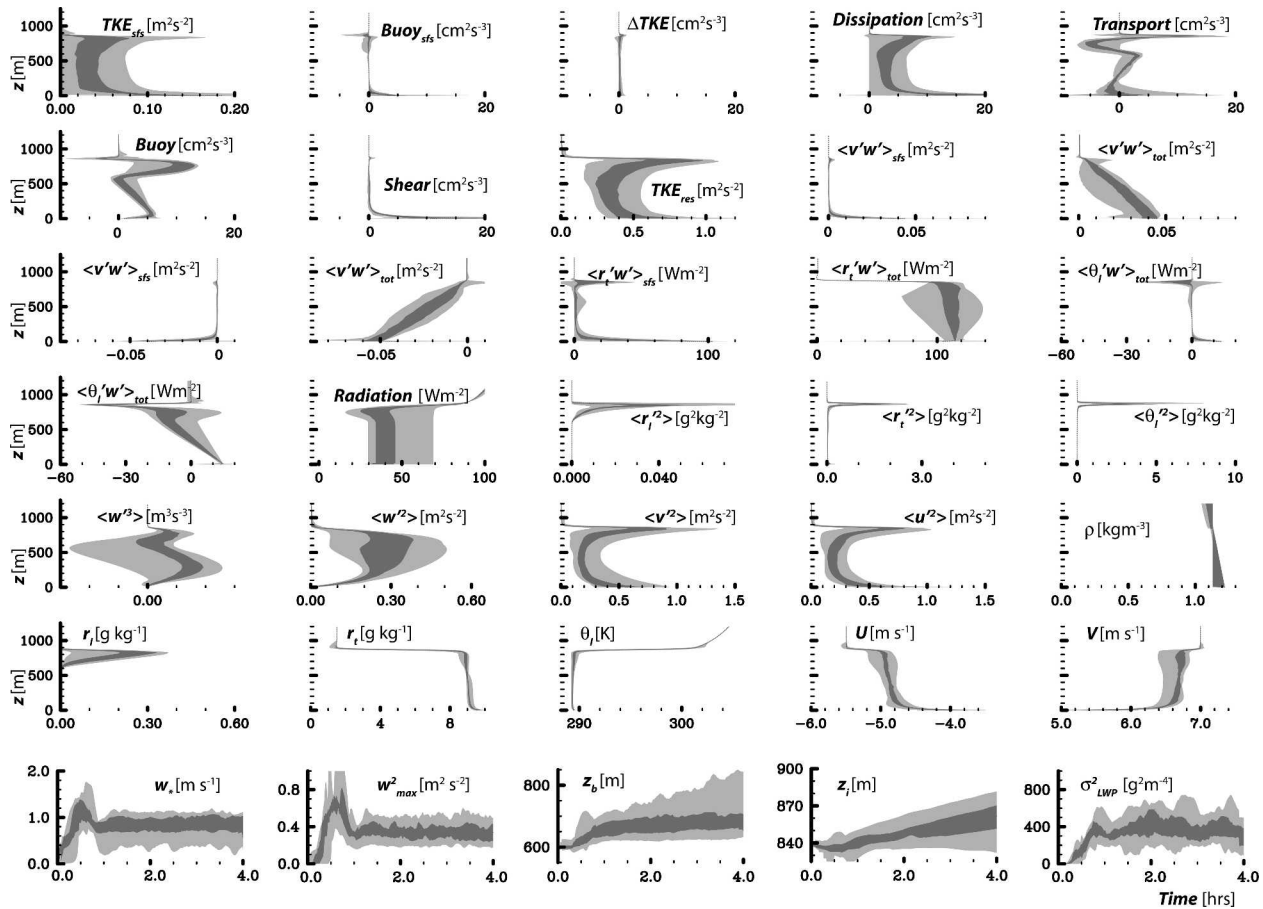 TKE_sfs [m²s⁻²] Buoy_sfs [cm²s⁻³] ΔTKE [cm²s⁻³] Dissipation [cm²s⁻³] Transport [cm²s⁻³]
1000
500
0
z [m]
0.00 0.10 0.20 0 20 0 20 0 20 0 20
Buoy [cm²s⁻³] Shear [cm²s⁻³] TKE_res [m²s⁻²] <v'w'>_sfs [m²s⁻²] <v'w'>_tot [m²s⁻²]
1000
500
0
z [m]
0 20 0 20 0.0 0.5 1.0 0 0.05 0 0.05
<v'w'>_sfs [m²s⁻²] <v'w'>_tot [m²s⁻²] <r_t'w'>_sfs [Wm⁻²] <r_t'w'>_tot [Wm⁻²] <θ_l'w'>_tot [Wm⁻²]
1000
500
0
z [m]
−0.05 0 −0.05 0 0 100 0 100 −60 −30 0
<θ_l'w'>_tot [Wm⁻²] Radiation [Wm⁻²] <r_l'²> [g²kg⁻²] <r_t'²> [g²kg⁻²] <θ_l'²> [g²kg⁻²]
1000
500
0
z [m]
−60 −30 0 0 50 100 0.000 0.040 0.0 3.0 0 5 10
<w'³> [m³s⁻³] <w'²> [m²s⁻²] <v'²> [m²s⁻²] <u'²> [m²s⁻²] ρ [kgm⁻³]
1000
500
0
z [m]
0.00 0.00 0.30 0.60 0.0 0.5 1.0 1.5 0.0 0.5 1.0 1.5 0.0 1.0
r_l [g kg⁻¹] r_t [g kg⁻¹] θ_l [K] U [m s⁻¹] V [m s⁻¹]
1000
500
0
z [m]
0.00 0.30 0.60 0 4 8 290 300 −6.0 −5.0 −4.0 5.0 6.0 7.0
w_* [m s⁻¹] w²_max [m² s⁻²] z_b [m] z_i [m] σ²_LWP [g²m⁻⁴]
2.0 0.8 800 900 800
1.0 0.4 600 870 400
0.0 0.0 840 0
0.0 2.0 4.0 0.0 2.0 4.0 0.0 2.0 4.0 0.0 2.0 4.0 0.0 2.0 4.0
Time [hrs]